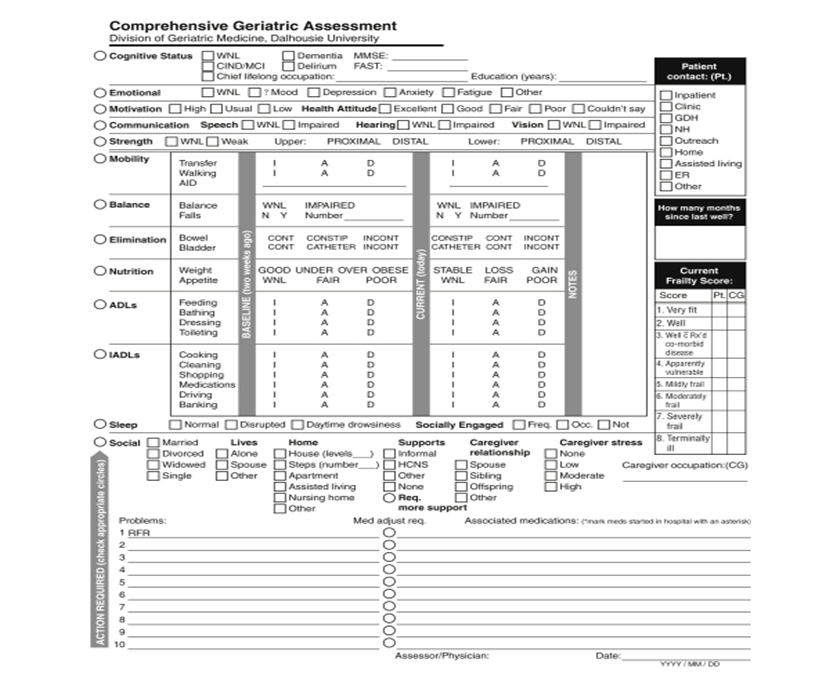 Comprehensive Geriatric Assessment
Division of Geriatric Medicine, Dalhousie University
Cognitive Status WNL Dementia MMSE:
CIND/MCI Delirium FAST:
Chief lifelong occupation: Education (years):
Emotional WNL ? Mood Depression Anxiety Fatigue Other
Motivation High Usual Low Health Attitude Excellent Good Fair Poor Couldn't say
Communication Speech WNL Impaired Hearing WNL Impaired Vision WNL Impaired
Strength WNL Weak Upper: PROXIMAL DISTAL Lower: PROXIMAL DISTAL
Patient
contact: (Pt.)
Inpatient
Clinic
GDH
NH
Outreach
Home
Assisted living
ER
Other
How many months
since last well?
Current
Frailty Score:
Score Pt. CG
1. Very fit
2. Well
3. Well c̄ Rx'd
co-morbid
disease
4. Apparently
vulnerable
5. Mildly frail
6. Moderately
frail
7. Severely
frail
8. Terminally
ill
BASELINE (two weeks ago)
CURRENT (today)
NOTES
Mobility Transfer I A D I A D
Walking I A D I A D
AID
Balance Balance WNL IMPAIRED WNL IMPAIRED
Falls N Y Number N Y Number
Elimination Bowel CONT CONSTIP INCONT CONSTIP CONT INCONT
Bladder CONT CATHETER INCONT CATHETER CONT INCONT
Nutrition Weight GOOD UNDER OVER OBESE STABLE LOSS GAIN
Appetite WNL FAIR POOR WNL FAIR POOR
ADLs Feeding I A D I A D
Bathing I A D I A D
Dressing I A D I A D
Toileting I A D I A D
IADLs Cooking I A D I A D
Cleaning I A D I A D
Shopping I A D I A D
Medications I A D I A D
Driving I A D I A D
Banking I A D I A D
Sleep Normal Disrupted Daytime drowsiness Socially Engaged Freq. Occ. Not
Social Married Lives Home Supports Caregiver Caregiver stress
Divorced Alone House (levels___) Informal relationship None
Widowed Spouse Steps (number___) HCNS Spouse Low Caregiver occupation:(CG)
Single Other Apartment Other Sibling Moderate
Assisted living None Offspring High
Nursing home Req. Other
Other more support
ACTION REQUIRED (check appropriate circles)
Problems: Med adjust req. Associated medications: (*mark meds started in hospital with an asterisk)
1 RFR
2
3
4
5
6
7
8
9
10
Assessor/Physician: Date:
YYYY / MM / DD